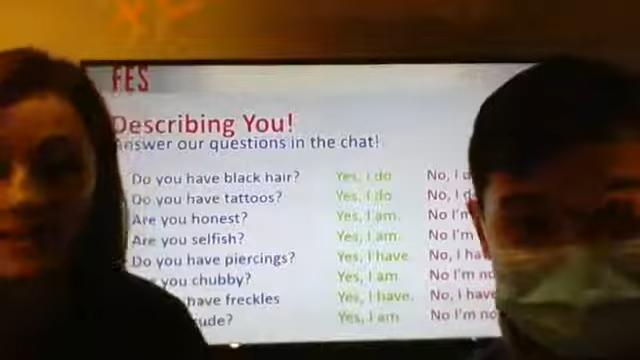 FES
Describing You!
Answer our questions in the chat!
Do you have black hair? Yes, I do No, I
Do you have tattoos? Yes, I do No, I
Are you honest? Yes, I am. No I'm
Are you selfish? Yes, I am. No I'm
Do you have piercings? Yes, I have. No, I
you chubby? Yes, I am No I'm
have freckles Yes, I have. No, I have
Yes, I am No I'm